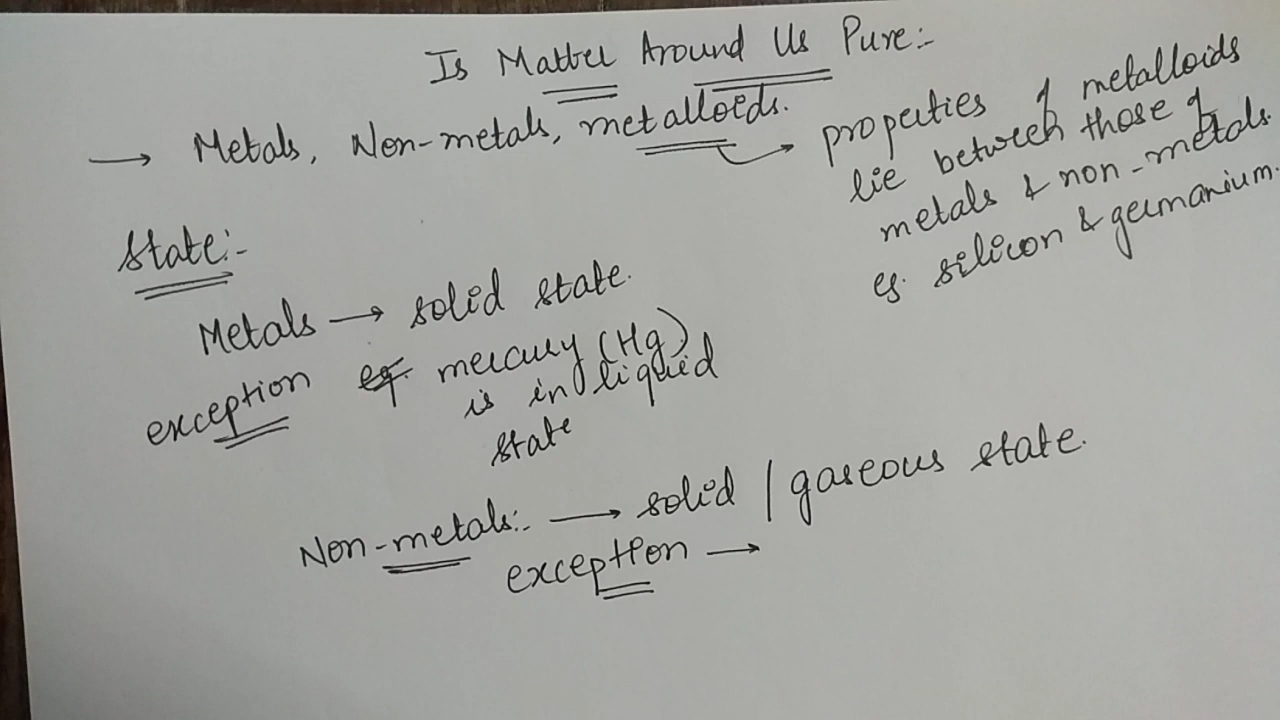 Is Matter Around Us Pure:-
→ Metals, Non-metals, metalloids.
→ properties of metalloids
lie between those of
metals & non-metals.
eg. silicon & germanium.
State:-
Metals → solid state.
exception eg. mercury (Hg)
is in liquid
state
Non-metals:- → solid / gaseous state.
exception →